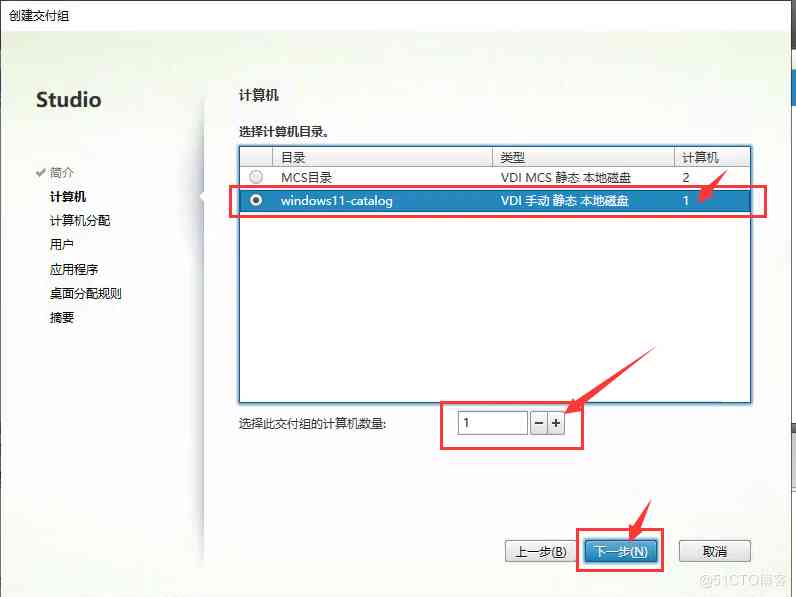 创建交付组
Studio
简介
计算机
计算机分配
用户
应用程序
桌面分配规则
摘要
计算机
选择计算机目录。
目录 类型 计算机
MCS目录 VDI MCS 静态 本地磁盘 2
windows11-catalog VDI 手动 静态 本地磁盘 1
选择此交付组的计算机数量: 1 − +
上一步(B) 下一步(N) 取消
@51CTO博客